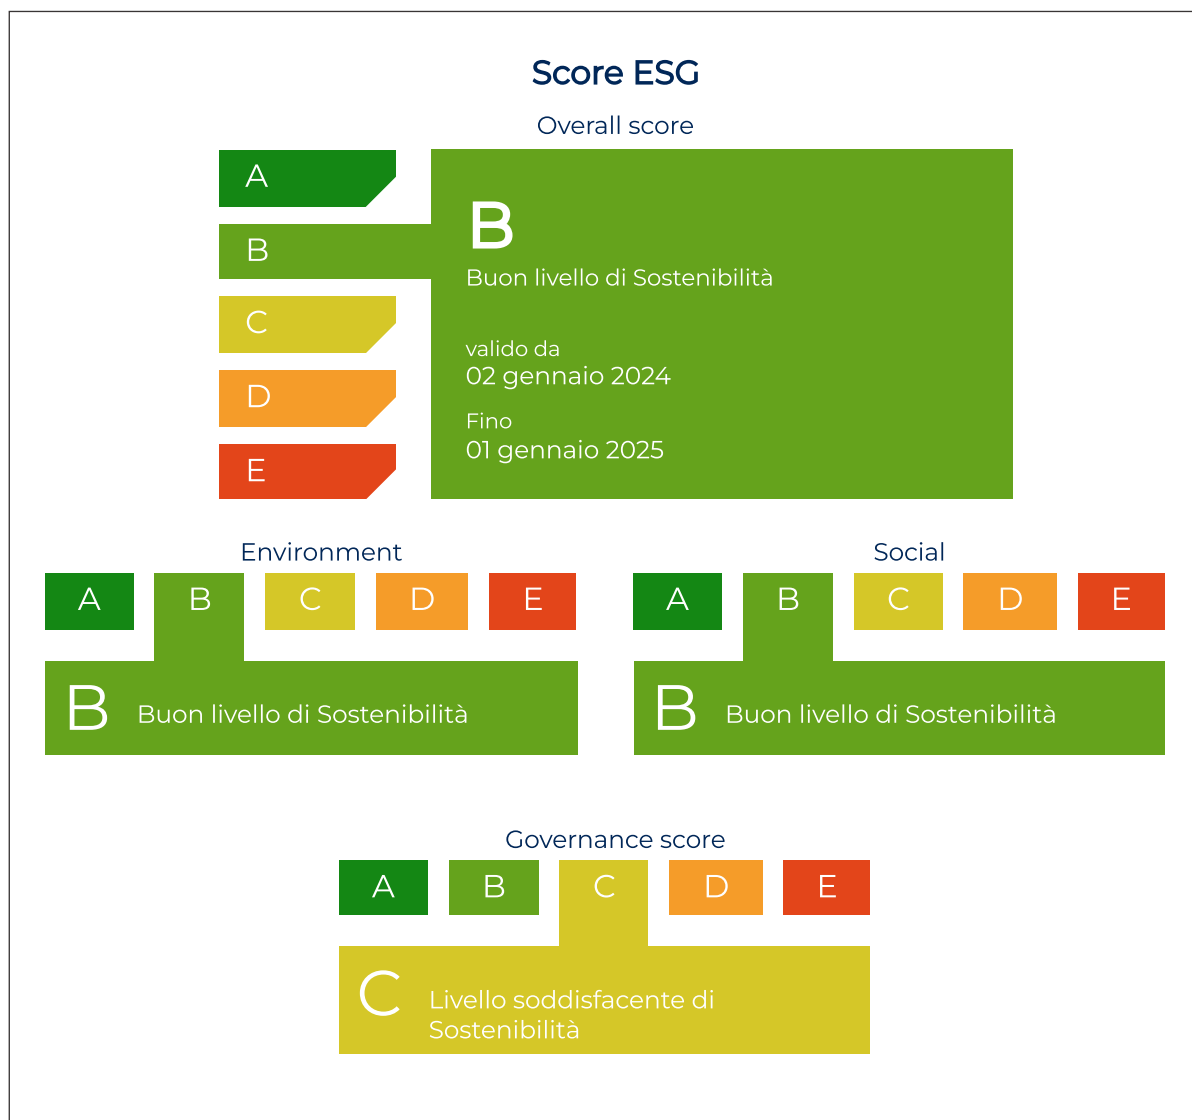 Score ESG
Overall score
A
B
C
D
E
B
Buon livello di Sostenibilità
valido da
02 gennaio 2024
Fino
01 gennaio 2025
Environment
A B C D E
B Buon livello di Sostenibilità
Social
A B C D E
B Buon livello di Sostenibilità
Governance score
A B C D E
C Livello soddisfacente di
Sostenibilità